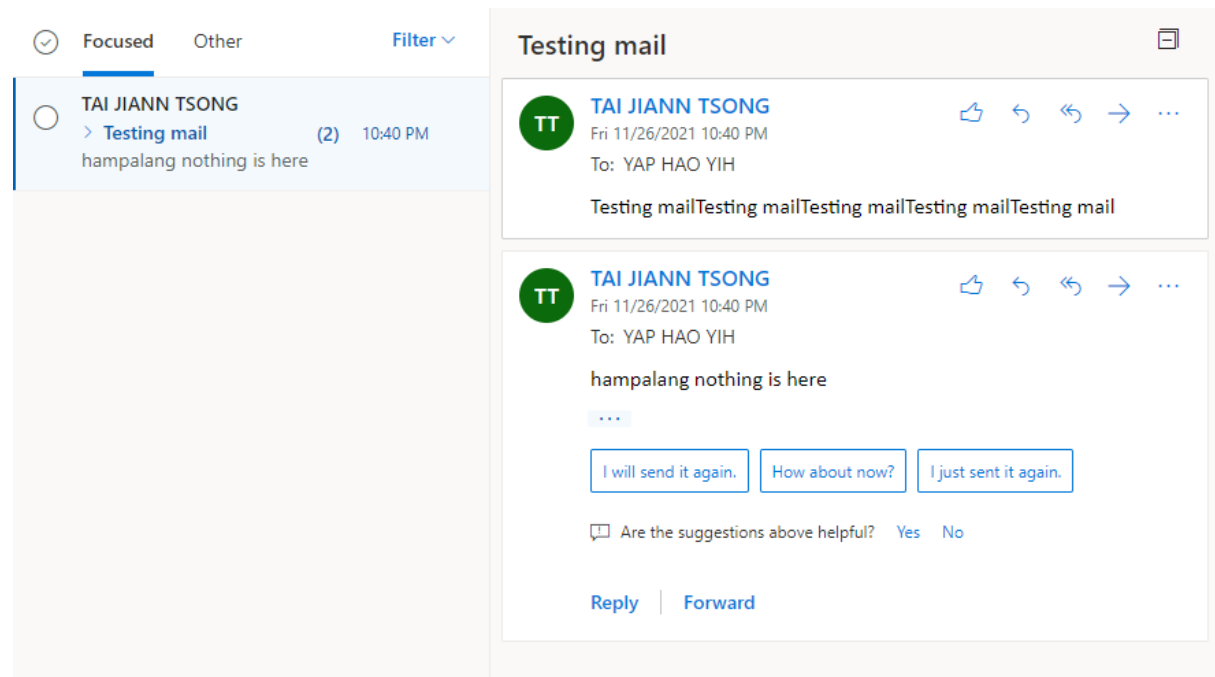 Focused Other Filter
TAI JIANN TSONG
Testing mail (2) 10:40 PM
hampalang nothing is here
Testing mail
TT
TAI JIANN TSONG
Fri 11/26/2021 10:40 PM
To: YAP HAO YIH
Testing mailTesting mailTesting mailTesting mailTesting mail
TT
TAI JIANN TSONG
Fri 11/26/2021 10:40 PM
To: YAP HAO YIH
hampalang nothing is here
...
I will send it again. How about now? I just sent it again.
Are the suggestions above helpful? Yes No
Reply Forward